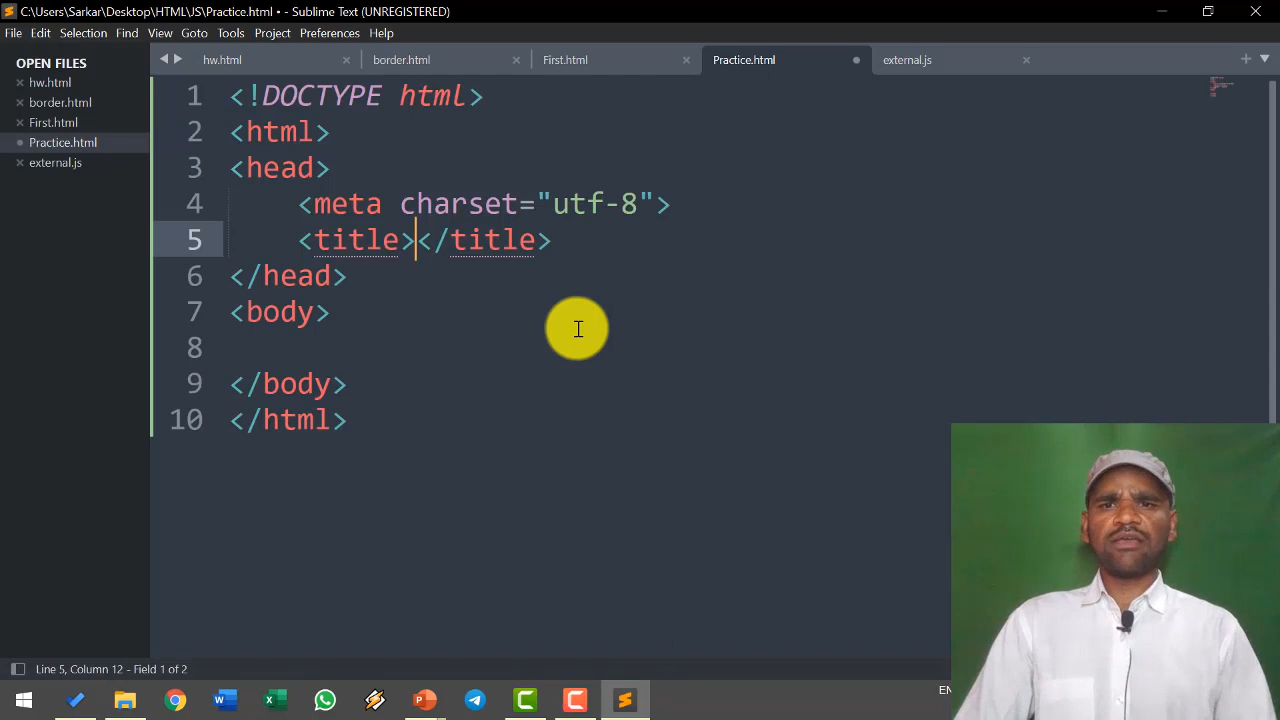 C:\Users\Sarkar\Desktop\HTML\JS\Practice.html • - Sublime Text (UNREGISTERED)
File Edit Selection Find View Goto Tools Project Preferences Help
OPEN FILES
hw.html
border.html
First.html
Practice.html
external.js
hw.html border.html First.html Practice.html external.js
1 <!DOCTYPE html>
2 <html>
3 <head>
4 <meta charset="utf-8">
5 <title></title>
6 </head>
7 <body>
8
9 </body>
10 </html>
Line 5, Column 12 - Field 1 of 2
EN